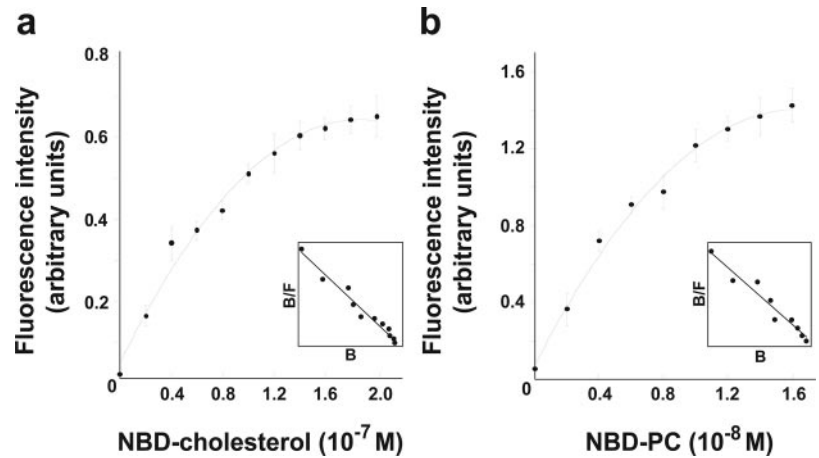 a
Fluorescence intensity
(arbitrary units)
0.8
0.6
0.4
0.2
0
0.4 0.8 1.2 1.6 2.0
NBD-cholesterol (10-7 M)
B/F
B
b
Fluorescence intensity
(arbitrary units)
1.6
1.2
0.8
0.4
0
0.4 0.8 1.2 1.6
NBD-PC (10-8 M)
B/F
B